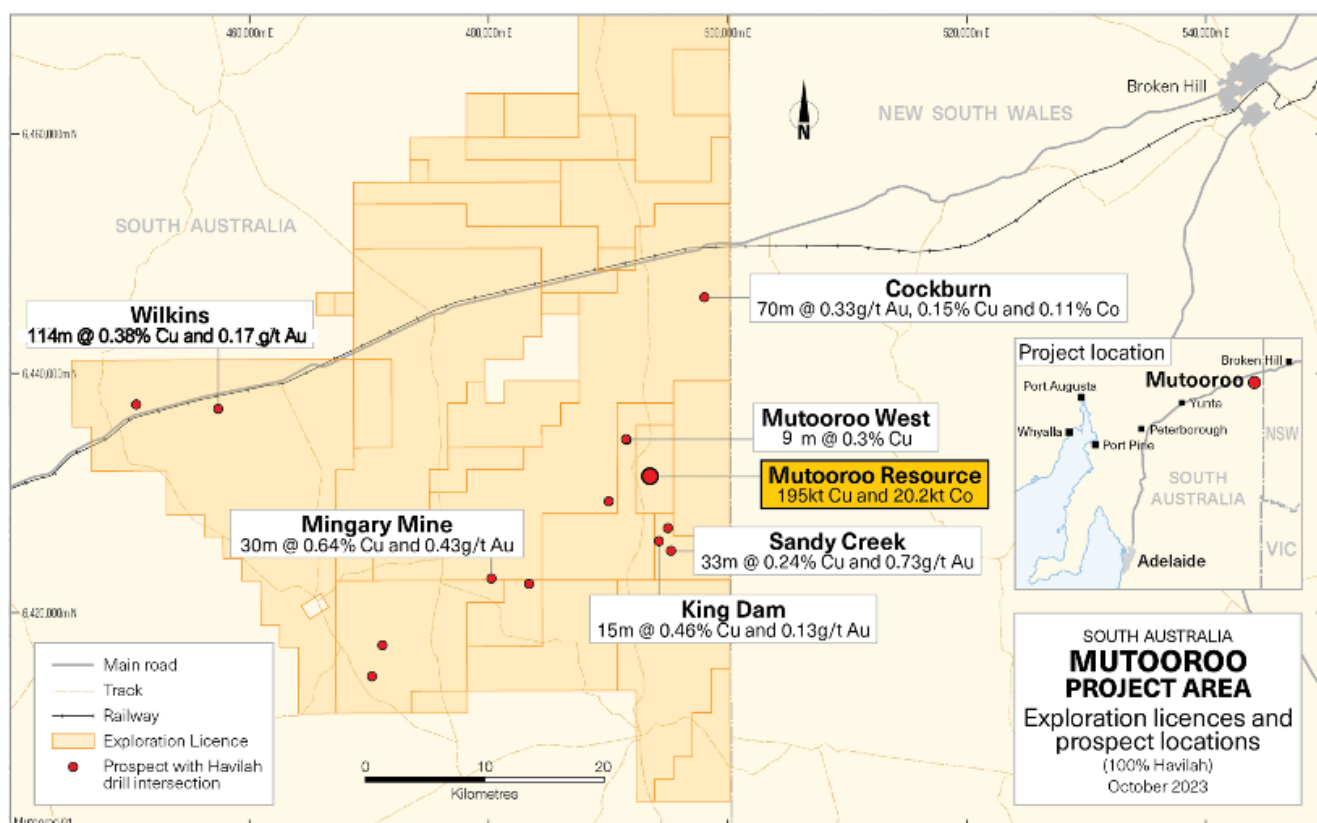 460,000m E
480,000m E
500,000m E
520,000m E
540,000m E
Broken Hill
NEW SOUTH WALES
N
6,460,000m N
SOUTH AUSTRALIA
Cockburn
70m @ 0.33g/t Au, 0.15% Cu and 0.11% Co
Wilkins
114m @ 0.38% Cu and 0.17 g/t Au
6,440,000m N
Mutooroo West
9 m @ 0.3% Cu
Mutooroo Resource
195kt Cu and 20.2kt Co
Mingary Mine
30m @ 0.64% Cu and 0.43g/t Au
Sandy Creek
33m @ 0.24% Cu and 0.73g/t Au
King Dam
15m @ 0.46% Cu and 0.13g/t Au
6,420,000m N
Project location
Broken Hill
Mutooroo
Port Augusta
Yunta
Whyalla
Peterborough
Port Pirie
NSW
SOUTH
AUSTRALIA
VIC
Adelaide
Main road
Track
Railway
Exploration Licence
Prospect with Havilah
drill intersection
0 10 20
Kilometres
SOUTH AUSTRALIA
MUTOOROO
PROJECT AREA
Exploration licences and
prospect locations
(100% Havilah)
October 2023